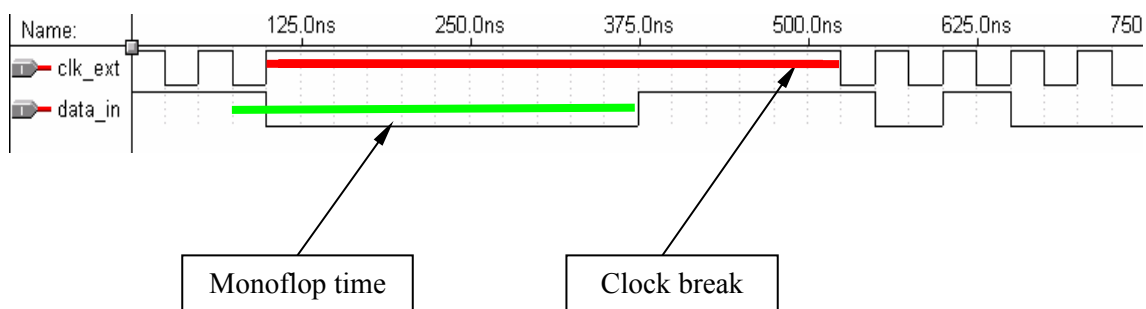 Name: 125.0ns 250.0ns 375.0ns 500.0ns 625.0ns 750
clk_ext
data_in
Monoflop time Clock break